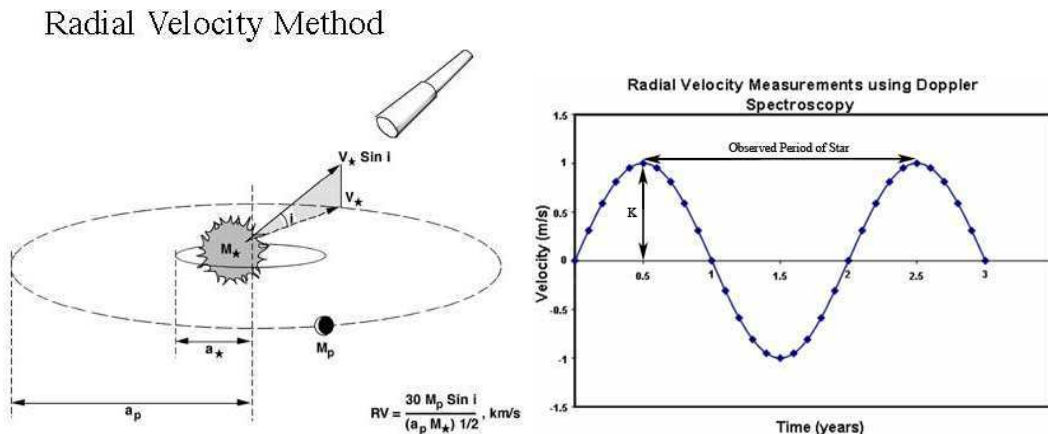 Radial Velocity Method
V★ Sin i
V★
i
M★
a★
Mp
ap
RV = 30 Mp Sin i / (ap M★) 1/2 , km/s
Radial Velocity Measurements using Doppler
Spectroscopy
Velocity (m/s)
1.5
1
0.5
0
-0.5
-1
-1.5
Observed Period of Star
K
0.5
1
1.5
2
2.5
3
Time (years)